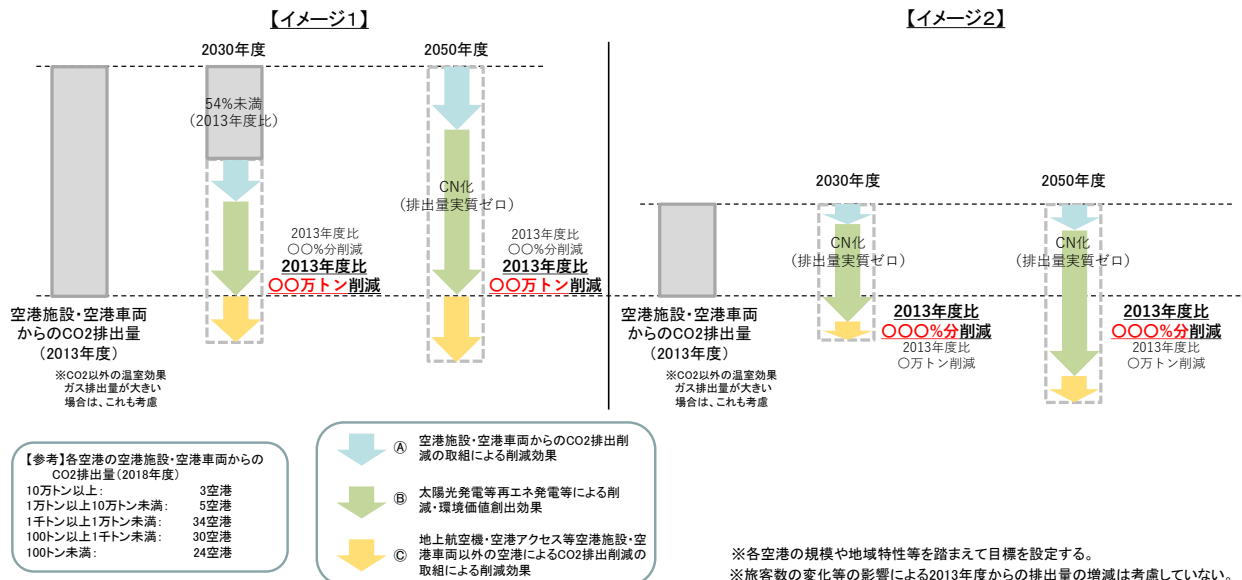 【イメージ1】
2030年度
2050年度
54%未満
(2013年度比)
CN化
(排出量実質ゼロ)
2013年度比
〇〇%分削減
2013年度比
〇〇万トン削減
2013年度比
〇〇%分削減
2013年度比
〇〇万トン削減
空港施設・空港車両
からのCO2排出量
(2013年度)
※CO2以外の温室効果
ガス排出量が大きい
場合は、これも考慮
【イメージ2】
2030年度
2050年度
CN化
(排出量実質ゼロ)
CN化
(排出量実質ゼロ)
2013年度比
〇〇〇%分削減
2013年度比
〇万トン削減
2013年度比
〇〇〇%分削減
2013年度比
〇万トン削減
空港施設・空港車両
からのCO2排出量
(2013年度)
※CO2以外の温室効果
ガス排出量が大きい
場合は、これも考慮
【参考】各空港の空港施設・空港車両からの
CO2排出量(2018年度)
10万トン以上: 3空港
1万トン以上10万トン未満: 5空港
1千トン以上1万トン未満: 34空港
100トン以上1千トン未満: 30空港
100トン未満: 24空港
Ⓐ 空港施設・空港車両からのCO2排出削
減の取組による削減効果
Ⓑ 太陽光発電等再エネ発電等による削
減・環境価値創出効果
Ⓒ 地上航空機・空港アクセス等空港施設・空
港車両以外の空港によるCO2排出削減の
取組による削減効果
※各空港の規模や地域特性等を踏まえて目標を設定する。
※旅客数の変化等の影響による2013年度からの排出量の増減は考慮していない。